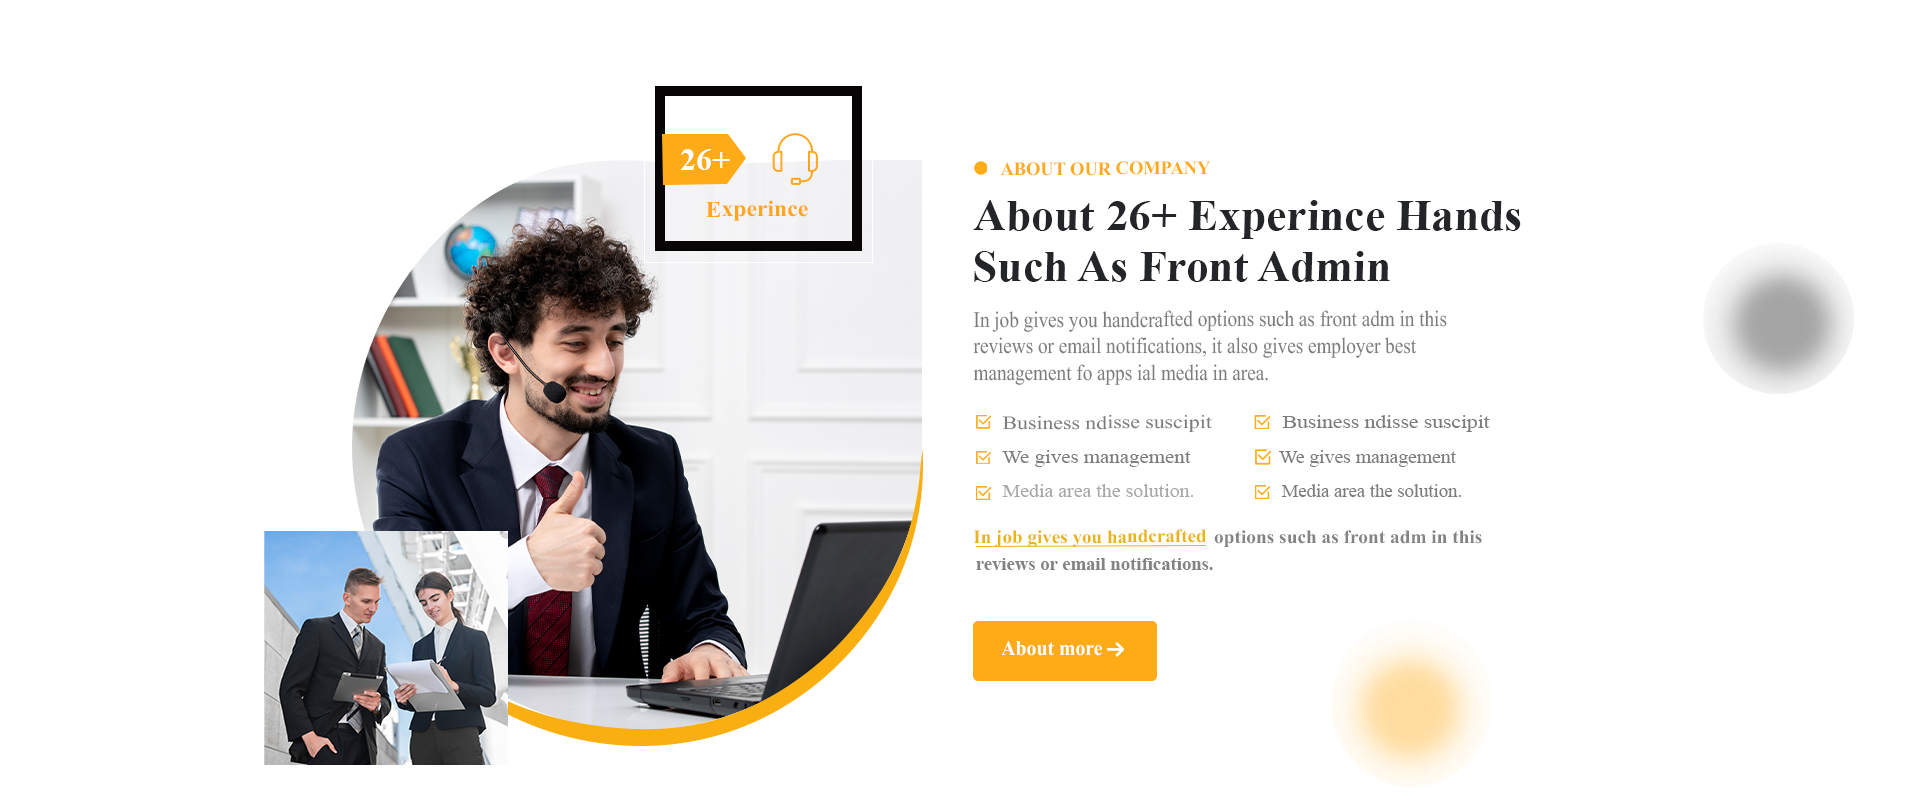 26+
Experince
ABOUT OUR COMPANY
About 26+ Experince Hands
Such As Front Admin
In job gives you handcrafted options such as front adm in this
reviews or email notifications, it also gives employer best
management fo apps ial media in area.
Business ndisse suscipit
Business ndisse suscipit
We gives management
We gives management
Media area the solution.
Media area the solution.
In job gives you handcrafted options such as front adm in this
reviews or email notifications.
About more